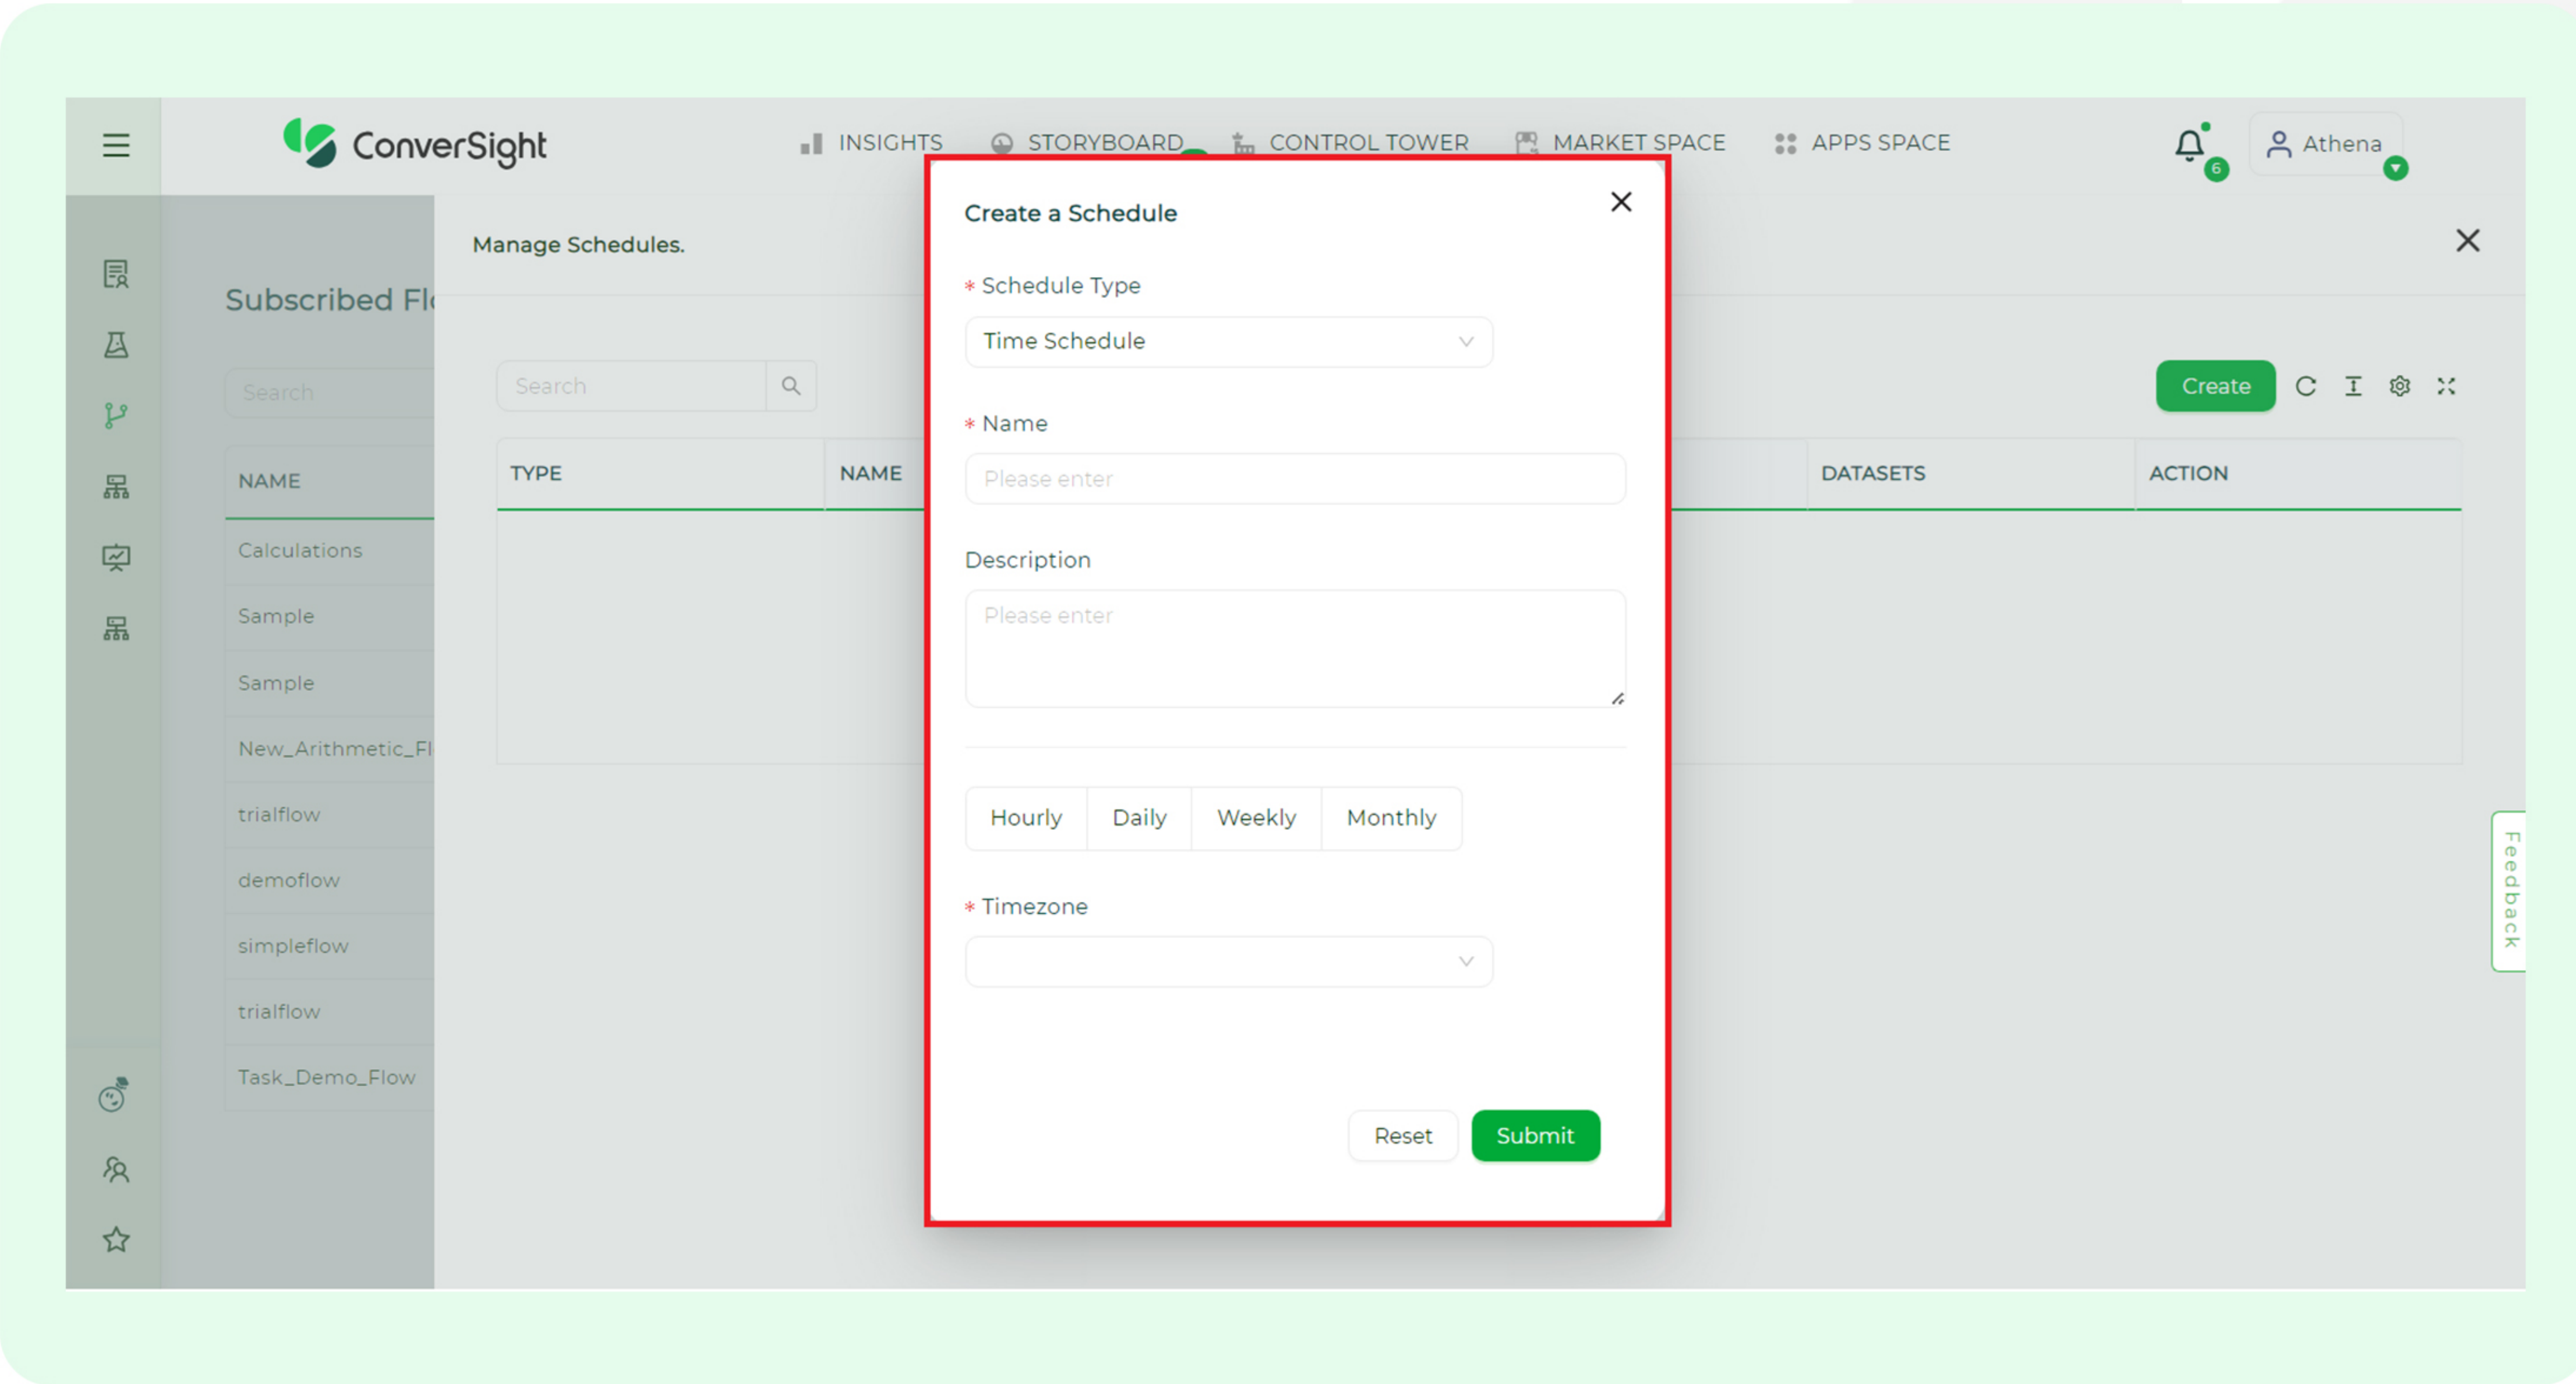 ConverSight
INSIGHTS STORYBOARD CONTROL TOWER MARKET SPACE APPS SPACE
6
Athena
Subscribed Flo
Search
NAME
Calculations
Sample
Sample
New_Arithmetic_Fl
trialflow
demoflow
simpleflow
trialflow
Task_Demo_Flow
Manage Schedules.
Search
Create
TYPE NAME DATASETS ACTION
Create a Schedule
* Schedule Type
Time Schedule
* Name
Please enter
Description
Please enter
Hourly Daily Weekly Monthly
* Timezone
Reset Submit
Feedback